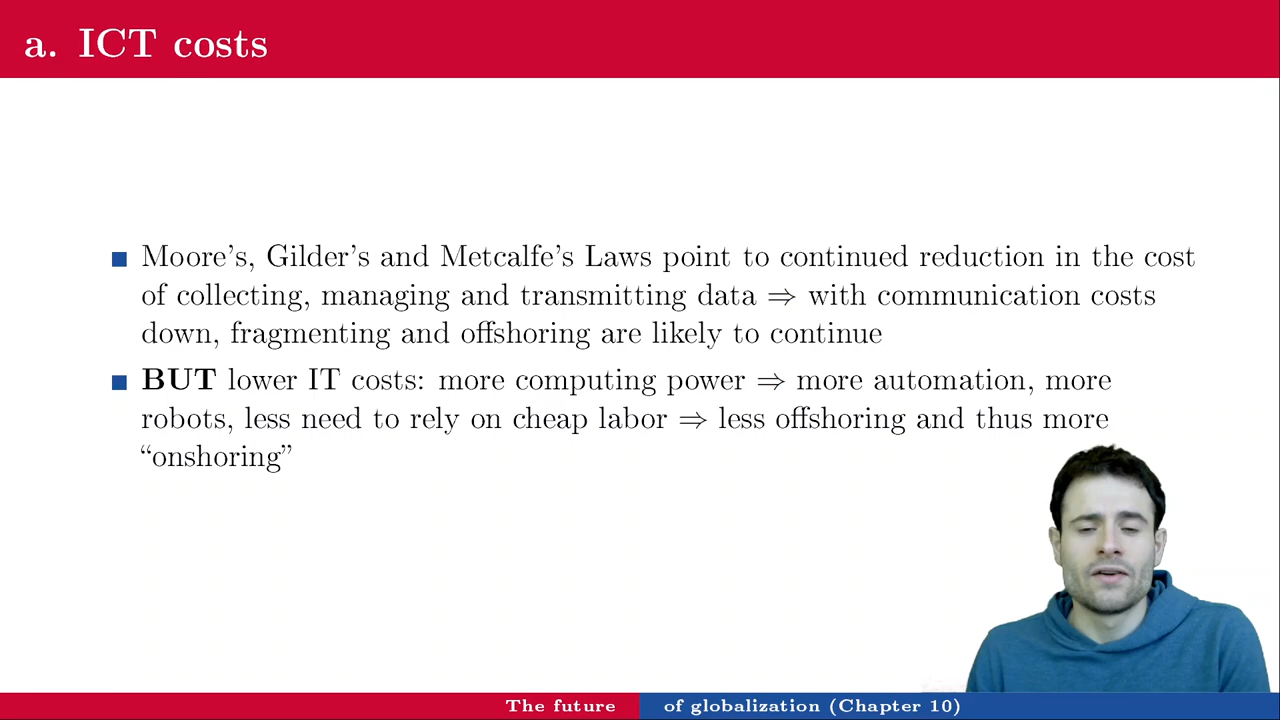 a. ICT costs
Moore's, Gilder's and Metcalfe's Laws point to continued reduction in the cost
of collecting, managing and transmitting data ⇒ with communication costs
down, fragmenting and offshoring are likely to continue
BUT lower IT costs: more computing power ⇒ more automation, more
robots, less need to rely on cheap labor ⇒ less offshoring and thus more
“onshoring”
The future of globalization (Chapter 10)